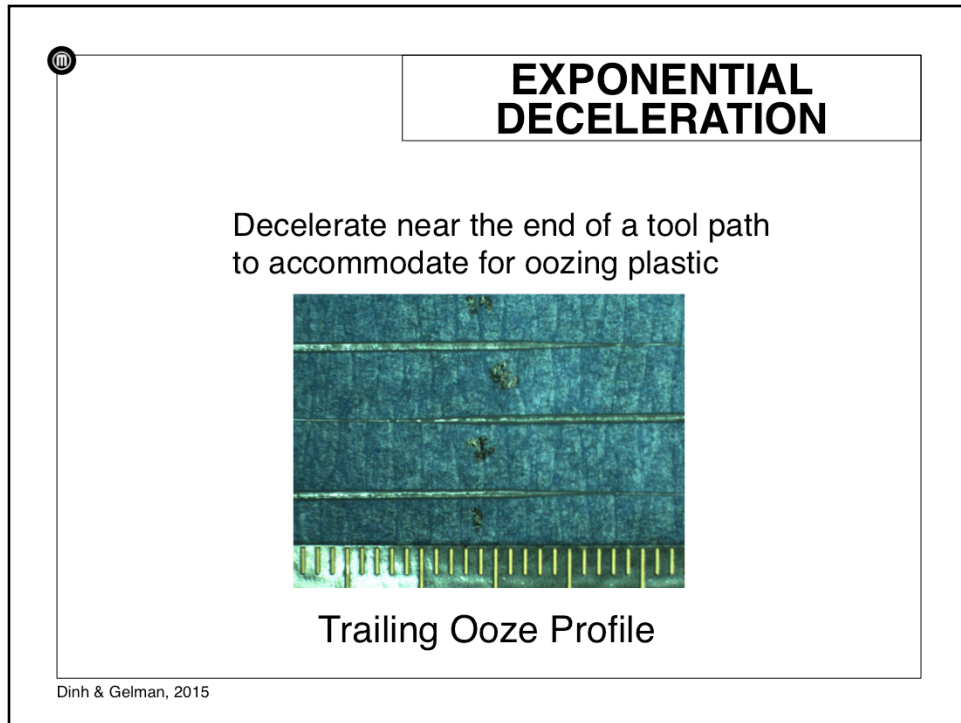 EXPONENTIAL
DECELERATION
Decelerate near the end of a tool path
to accommodate for oozing plastic
Trailing Ooze Profile
Dinh & Gelman, 2015